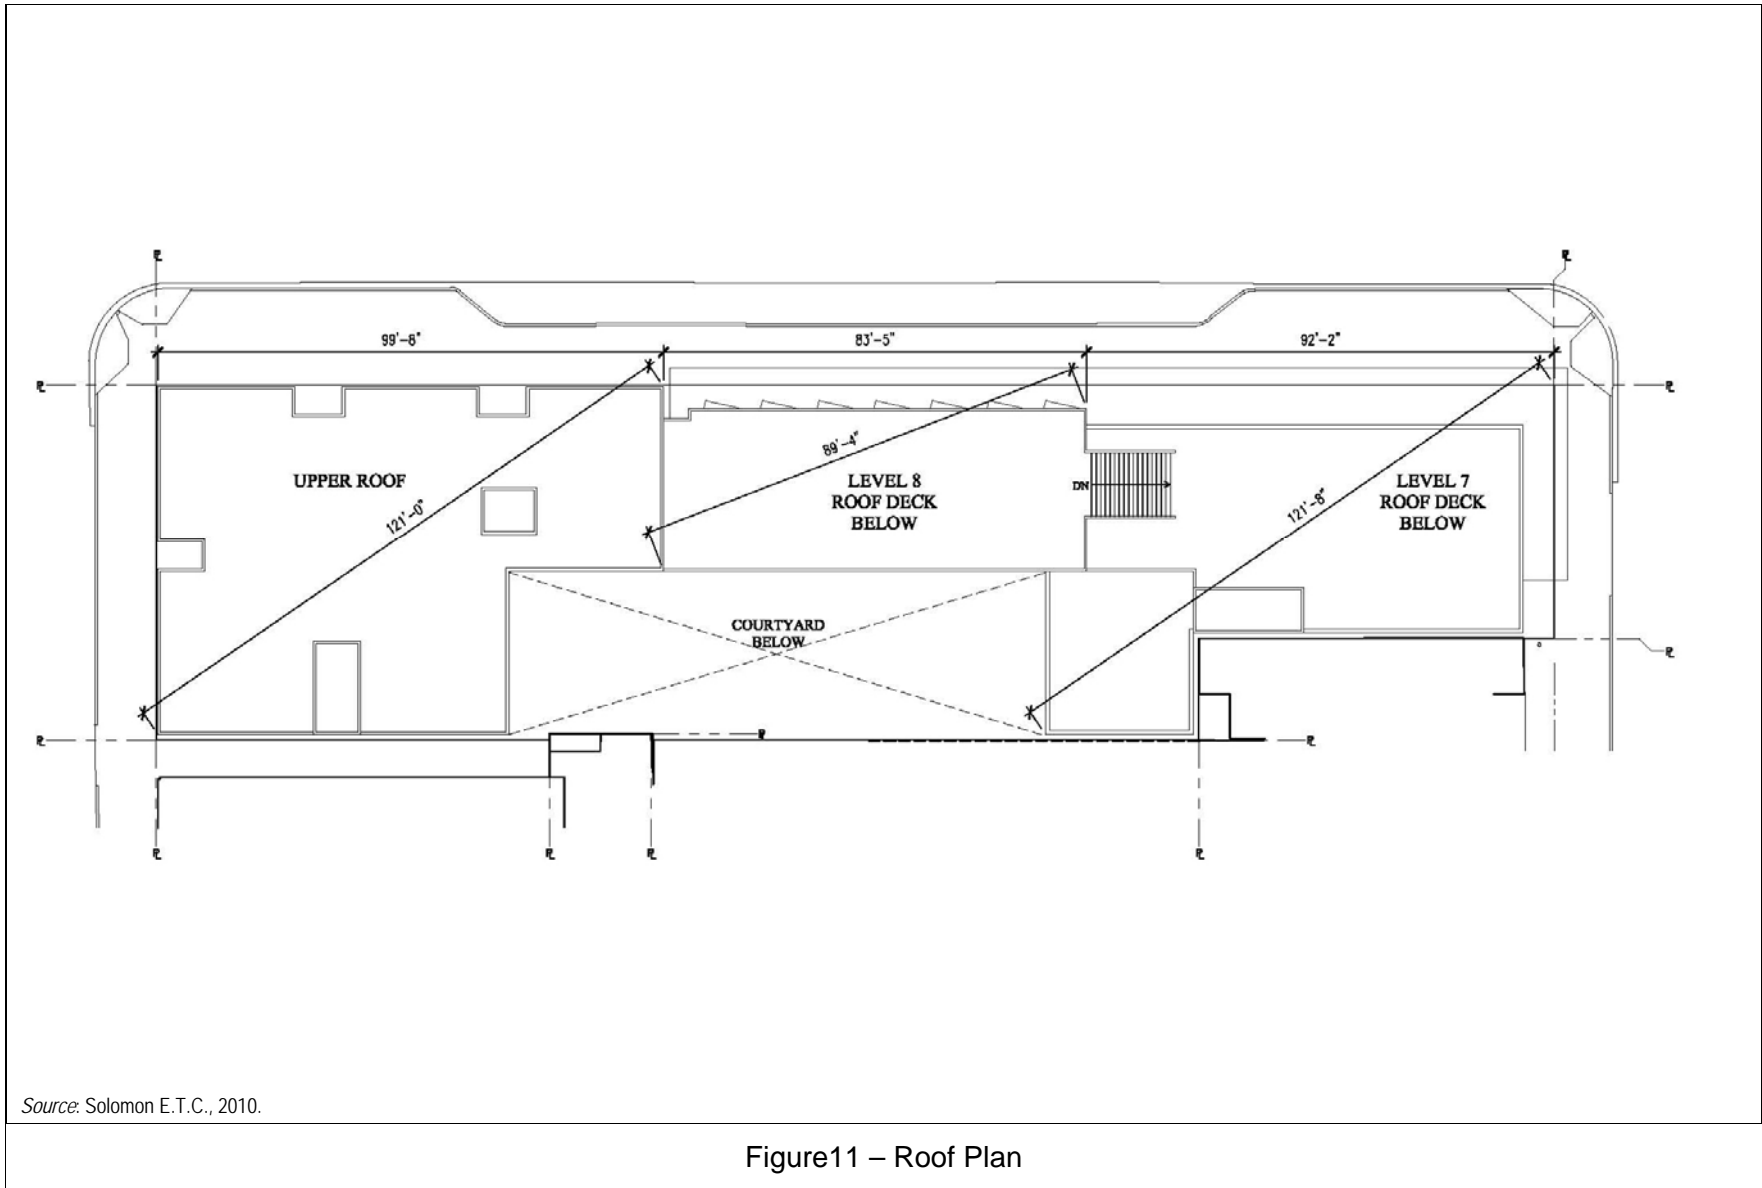 ℄ ℄
99'-8" 83'-5" 92'-2"
℄ ℄
89'-4"
UPPER ROOF
LEVEL 8
ROOF DECK
BELOW
DN
LEVEL 7
ROOF DECK
BELOW
121'-0"
121'-8"
COURTYARD
BELOW
℄
℄ ℄ ℄
℄ ℄ ℄ ℄
Source: Solomon E.T.C., 2010.
Figure11 – Roof Plan